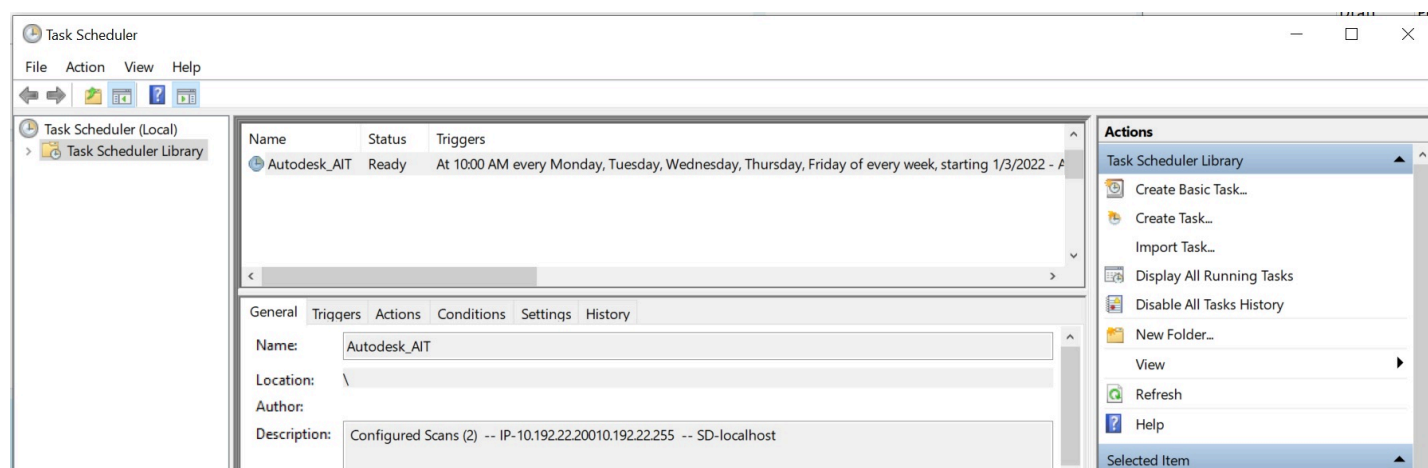 Task Scheduler
File Action View Help
Task Scheduler (Local)
Task Scheduler Library
Name Status Triggers
Autodesk_AIT Ready At 10:00 AM every Monday, Tuesday, Wednesday, Thursday, Friday of every week, starting 1/3/2022 -
General Triggers Actions Conditions Settings History
Name: Autodesk_AIT
Location: \
Author:
Description: Configured Scans (2) -- IP-10.192.22.20010.192.22.255 -- SD-localhost
Actions
Task Scheduler Library
Create Basic Task...
Create Task...
Import Task...
Display All Running Tasks
Disable All Tasks History
New Folder...
View
Refresh
Help
Selected Item